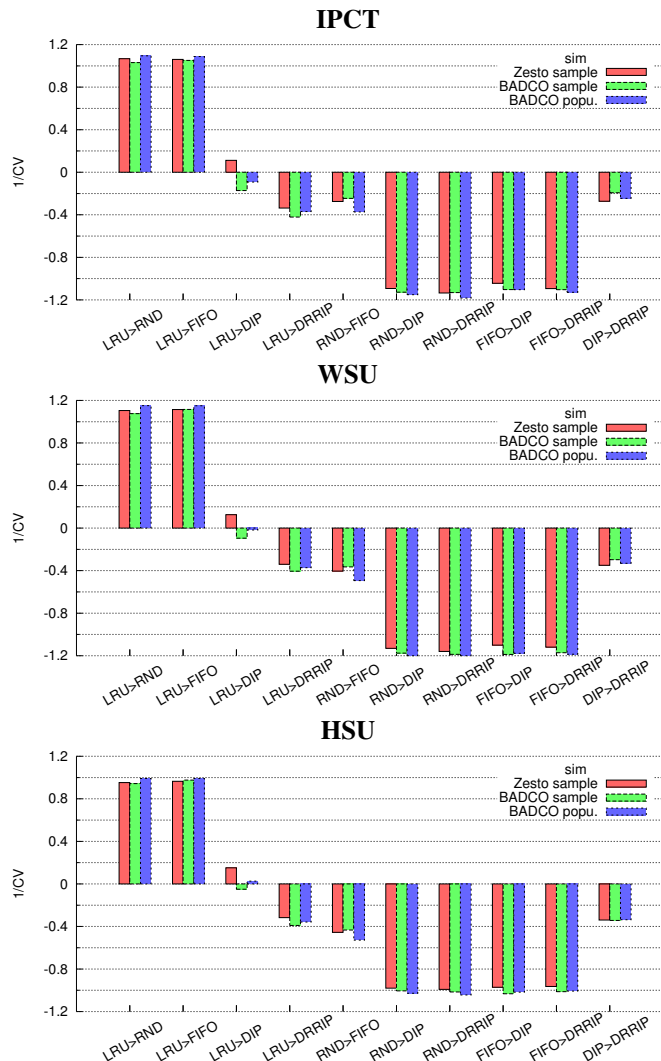 IPCT
1.2
0.8
0.4
0
-0.4
-0.8
-1.2
1/CV
sim
Zesto sample
BADCO sample
BADCO popu.
LRU>RND
LRU>FIFO
LRU>DIP
LRU>DRRIP
RND>FIFO
RND>DIP
RND>DRRIP
FIFO>DIP
FIFO>DRRIP
DIP>DRRIP
WSU
1.2
0.8
0.4
0
-0.4
-0.8
-1.2
1/CV
sim
Zesto sample
BADCO sample
BADCO popu.
LRU>RND
LRU>FIFO
LRU>DIP
LRU>DRRIP
RND>FIFO
RND>DIP
RND>DRRIP
FIFO>DIP
FIFO>DRRIP
DIP>DRRIP
HSU
1.2
0.8
0.4
0
-0.4
-0.8
-1.2
1/CV
sim
Zesto sample
BADCO sample
BADCO popu.
LRU>RND
LRU>FIFO
LRU>DIP
LRU>DRRIP
RND>FIFO
RND>DIP
RND>DRRIP
FIFO>DIP
FIFO>DRRIP
DIP>DRRIP